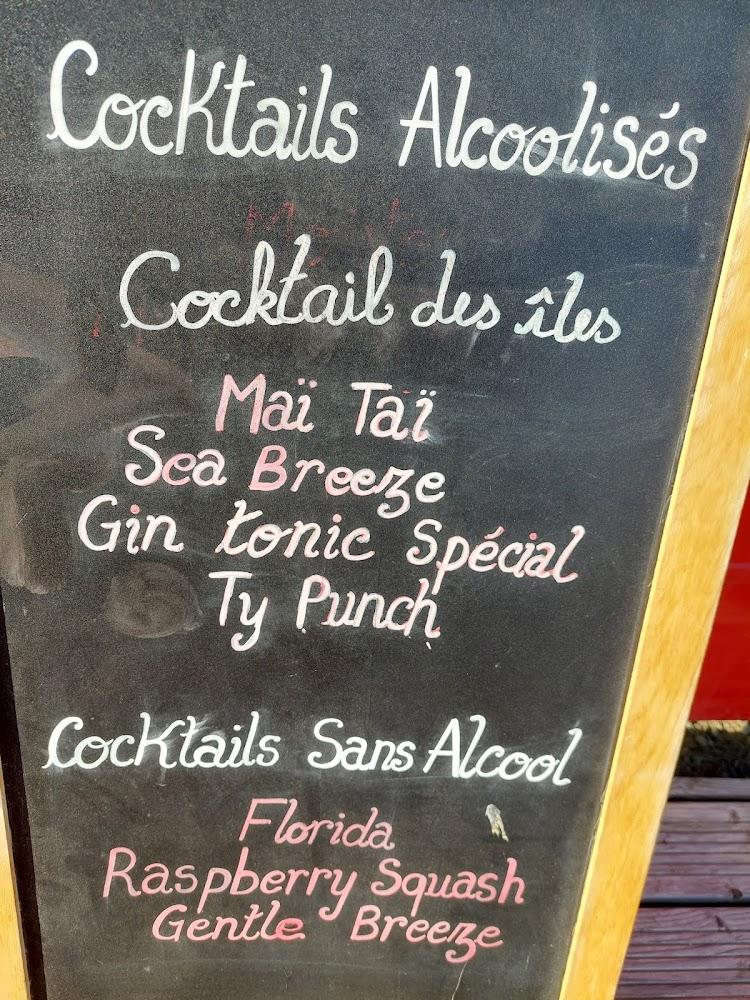 Cocktails Alcoolisés
Cocktail des îles
Maï Taï
Sea Breeze
Gin tonic Spécial
Ty Punch
Cocktails Sans Alcool
Florida
Raspberry Squash
Gentle Breeze